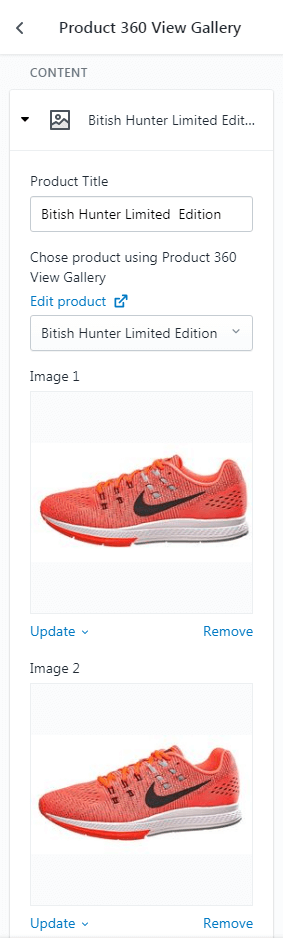 Product 360 View Gallery
CONTENT
Bitish Hunter Limited Edit...
Product Title
Bitish Hunter Limited  Edition
Chose product using Product 360
View Gallery
Edit product
Bitish Hunter Limited Edition
Image 1
Update
Remove
Image 2
Update
Remove